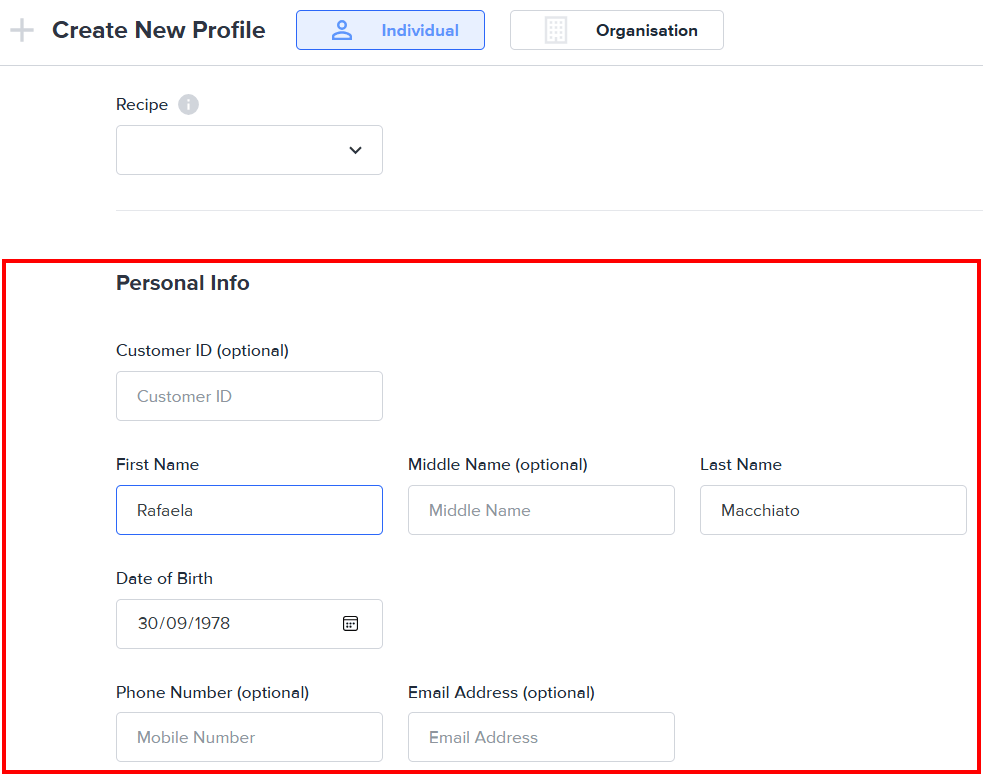 Create New Profile Individual Organisation
Recipe
Personal Info
Customer ID (optional)
Customer ID
First Name Middle Name (optional) Last Name
Rafaela Middle Name Macchiato
Date of Birth
30/09/1978
Phone Number (optional) Email Address (optional)
Mobile Number Email Address